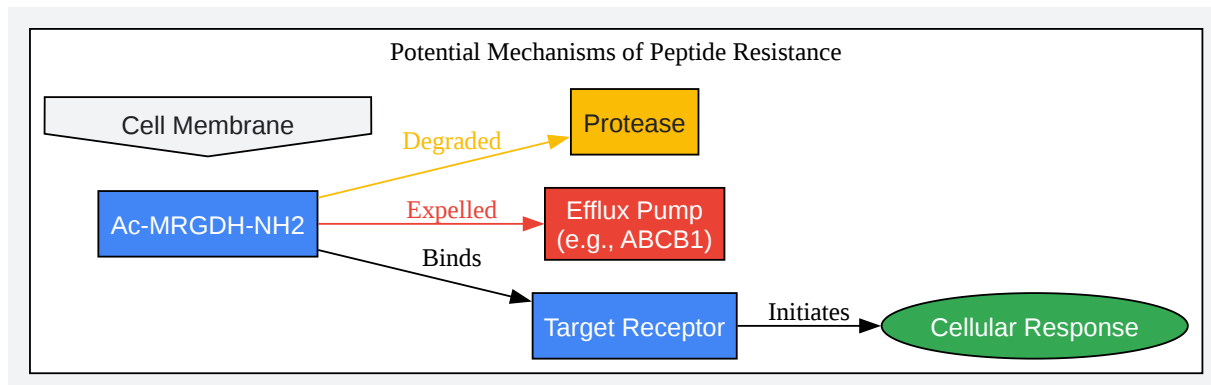 Potential Mechanisms of Peptide Resistance
Cell Membrane
Degraded
Protease
Ac-MRGDH-NH2
Expelled
Efflux Pump
(e.g., ABCB1)
Binds
Target Receptor
Initiates
Cellular Response